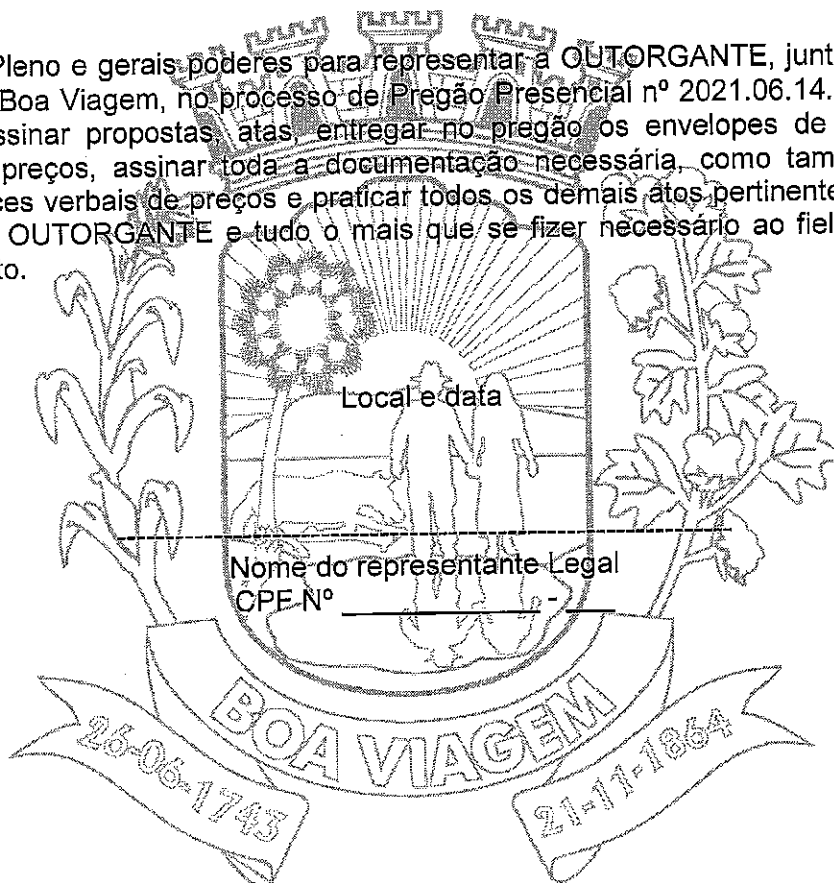 Pleno e gerais poderes para representar a OUTORGANTE, junt
Boa Viagem, no processo de Pregão Presencial nº 2021.06.14.
ssinar propostas, atas, entregar no pregão os envelopes de
preços, assinar toda a documentação necessária, como tam
ces verbais de preços e praticar todos os demais atos pertinente
OUTORGANTE e tudo o mais que se fizer necessário ao fiel
to.
Local e data
Nome do representante Legal
CPF Nº ____________ - ___
BOA VIAGEM
26-06-1743
21-11-1864